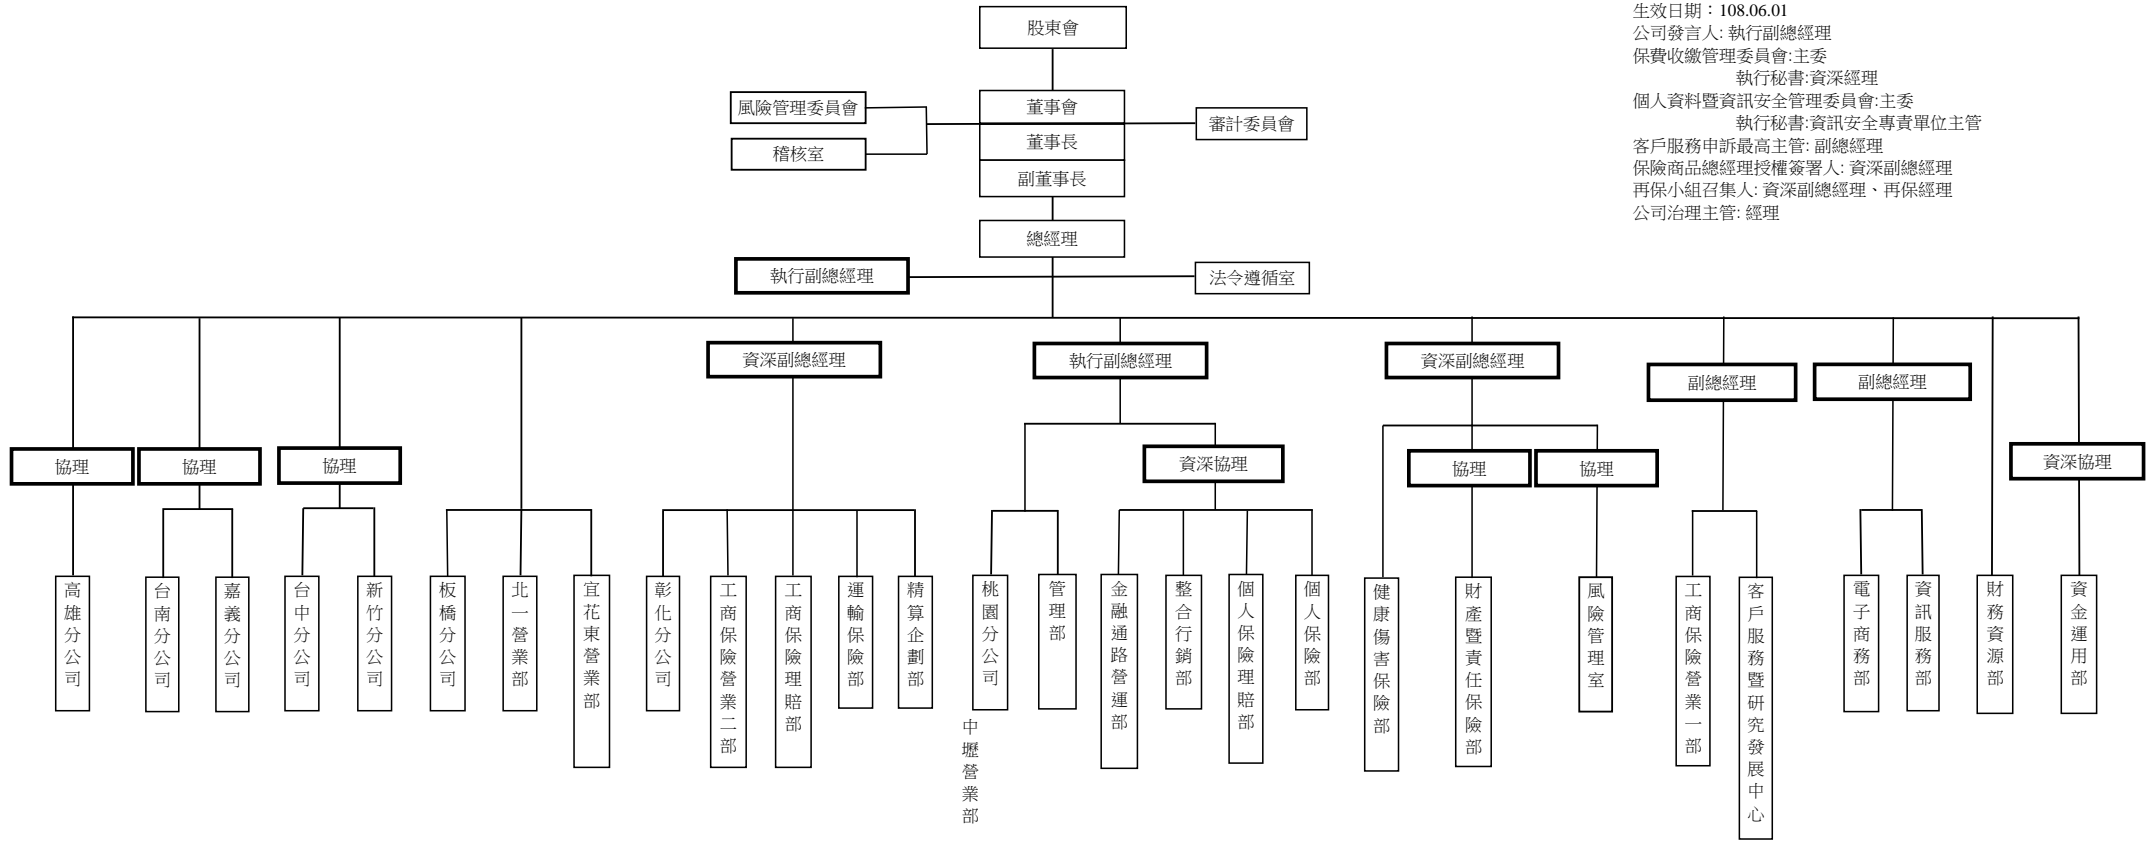 生效日期：108.06.01
公司發言人: 執行副總經理
保費收繳管理委員會:主委
執行秘書:資深經理
個人資料暨資訊安全管理委員會:主委
執行秘書:資訊安全專責單位主管
客戶服務申訴最高主管: 副總經理
保險商品總經理授權簽署人: 資深副總經理
再保小組召集人: 資深副總經理、再保經理
公司治理主管: 經理
股東會
風險管理委員會
董事會
審計委員會
董事長
稽核室
副董事長
總經理
執行副總經理
法令遵循室
資深副總經理
執行副總經理
資深副總經理
副總經理
副總經理
協理
協理
協理
資深協理
協理
協理
資深協理
高雄分公司
台南分公司
嘉義分公司
台中分公司
新竹分公司
板橋分公司
北一營業部
宜花東營業部
彰化分公司
工商保險營業二部
工商保險理賠部
運輸保險部
精算企劃部
桃園分公司
中壢營業部
管理部
金融通路營運部
整合行銷部
個人保險理賠部
個人保險部
健康傷害保險部
財產暨責任保險部
風險管理室
工商保險營業一部
客戶服務暨研究發展中心
電子商務部
資訊服務部
財務資源部
資金運用部